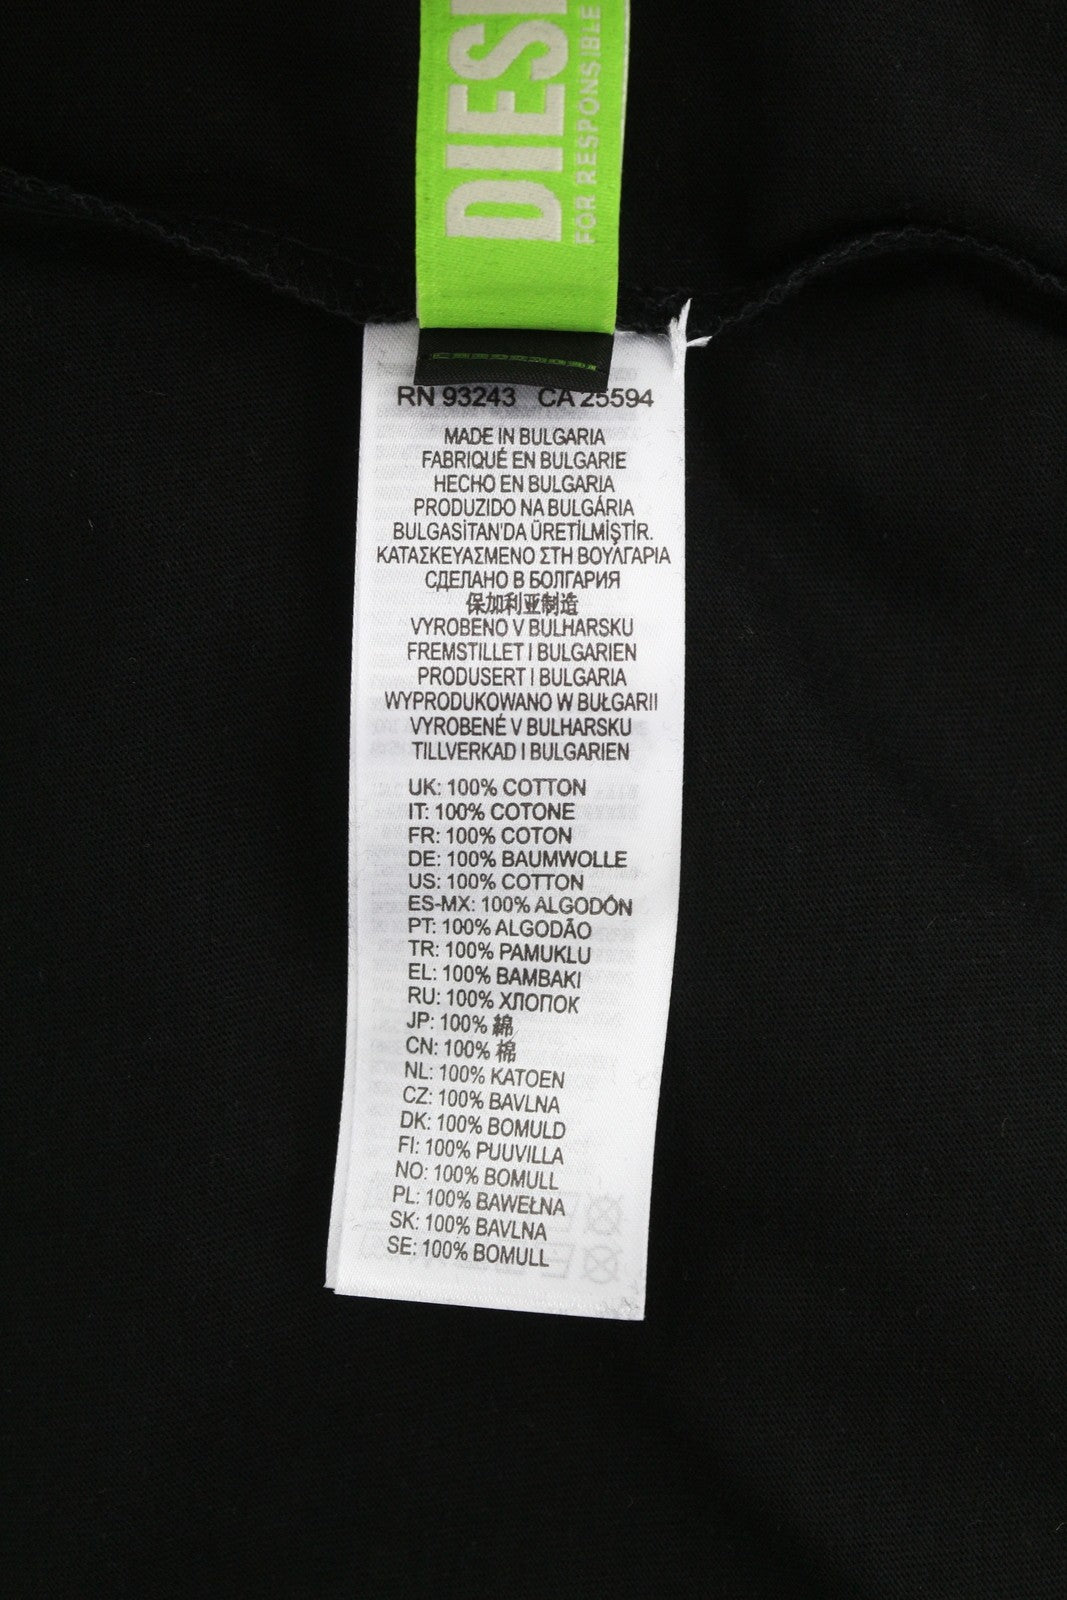 DIES
FOR RESPONSIBLE
RN 93243 CA 25594
MADE IN BULGARIA
FABRIQUÉ EN BULGARIE
HECHO EN BULGARIA
PRODUZIDO NA BULGÁRIA
BULGASİTAN'DA ÜRETİLMİŞTİR.
ΚΑΤΑΣΚΕΥΑΣΜΕΝΟ ΣΤΗ ΒΟΥΛΓΑΡΙΑ
СДЕЛАНО В БОЛГАРИЯ
保加利亚制造
VYROBENO V BULHARSKU
FREMSTILLET I BULGARIEN
PRODUSERT I BULGARIA
WYPRODUKOWANO W BUŁGARII
VYROBENÉ V BULHARSKU
TILLVERKAD I BULGARIEN
UK: 100% COTTON
IT: 100% COTONE
FR: 100% COTON
DE: 100% BAUMWOLLE
US: 100% COTTON
ES-MX: 100% ALGODÓN
PT: 100% ALGODÃO
TR: 100% PAMUKLU
EL: 100% ΒΑΜΒΑΚΙ
RU: 100% ХЛОПОК
JP: 100% 綿
CN: 100% 棉
NL: 100% KATOEN
CZ: 100% BAVLNA
DK: 100% BOMULD
FI: 100% PUUVILLA
NO: 100% BOMULL
PL: 100% BAWEŁNA
SK: 100% BAVLNA
SE: 100% BOMULL